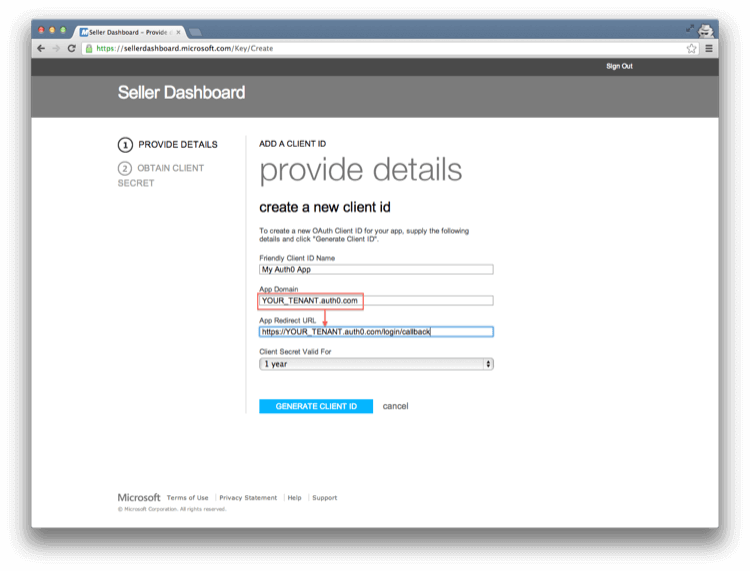 Seller Dashboard - Provide
https://sellerdashboard.microsoft.com/Key/Create
Sign Out
Seller Dashboard
1 PROVIDE DETAILS
2 OBTAIN CLIENT
SECRET
ADD A CLIENT ID
provide details
create a new client id
To create a new OAuth Client ID for your app, supply the following
details and click "Generate Client ID".
Friendly Client ID Name
My Auth0 App
App Domain
YOUR_TENANT.auth0.com
App Redirect URL
https://YOUR_TENANT.auth0.com/login/callback
Client Secret Valid For
1 year
GENERATE CLIENT ID cancel
Microsoft Terms of Use Privacy Statement Help Support
© Microsoft Corporation. All rights reserved.